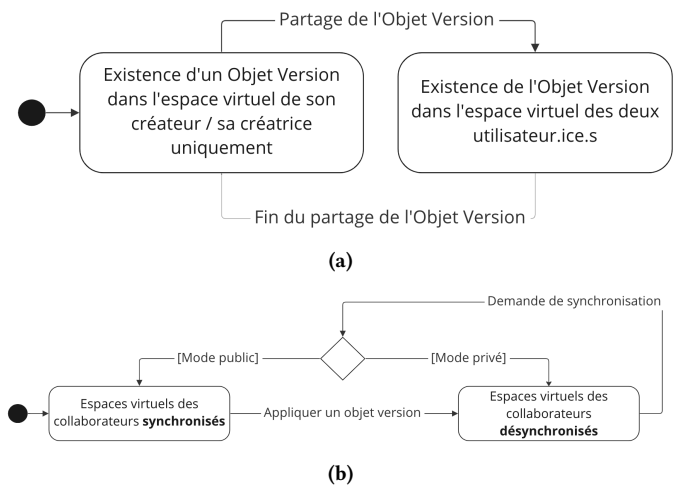 Partage de l'Objet Version
Existence d'un Objet Version
dans l'espace virtuel de son
créateur / sa créatrice
uniquement
Existence de l'Objet Version
dans l'espace virtuel des deux
utilisateur.ice.s
Fin du partage de l'Objet Version
(a)
Demande de synchronisation
[Mode public]
[Mode privé]
Espaces virtuels des
collaborateurs synchronisés
Appliquer un objet version
Espaces virtuels des
collaborateurs
désynchronisés
(b)